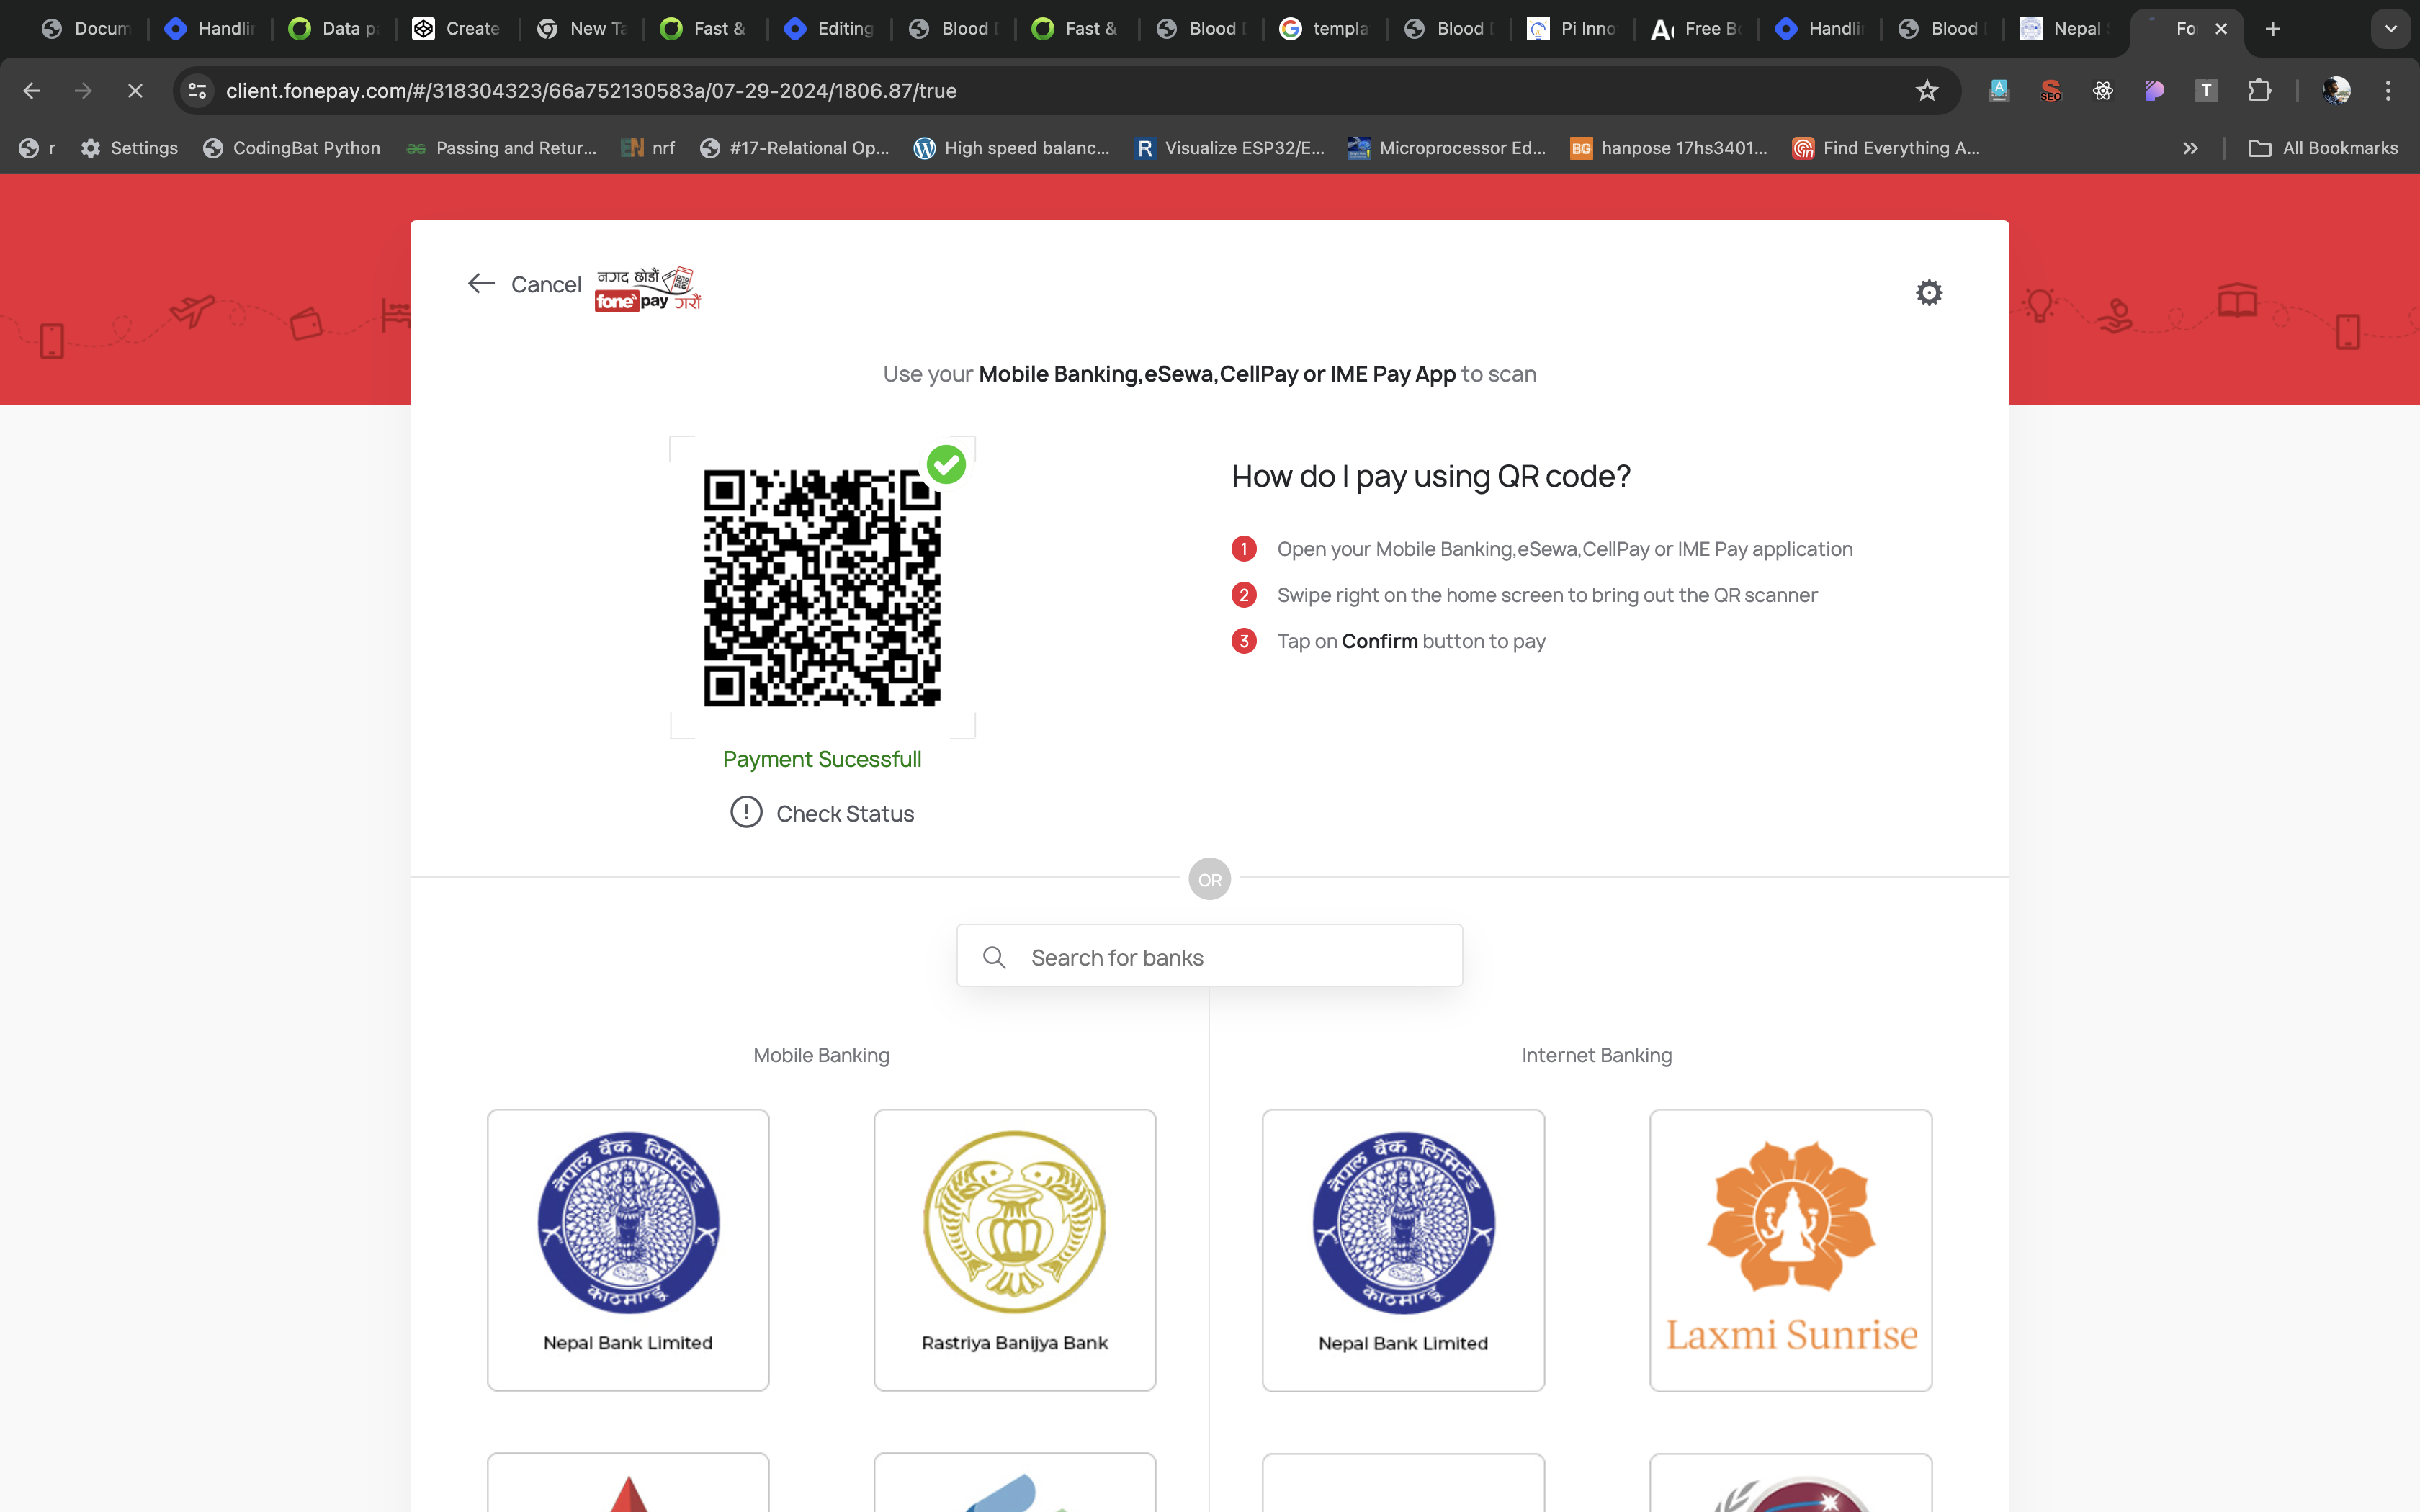 Docum
Handlin
Data pa
Create
New Ta
Fast &
Editing
Blood D
Fast &
Blood D
templa
Blood D
Pi Inno
Free Bo
Handlin
Blood
Nepal
Fo
client.fonepay.com/#/318304323/66a752130583a/07-29-2024/1806.87/true
T
r
Settings
CodingBat Python
Passing and Retur...
nrf
#17-Relational Op...
High speed balanc...
Visualize ESP32/E...
Microprocessor Ed...
hanpose 17hs3401...
Find Everything A...
All Bookmarks
Cancel
नगद छोडौं
fonepay गरौं
Use your Mobile Banking,eSewa,CellPay or IME Pay App to scan
How do I pay using QR code?
1 Open your Mobile Banking,eSewa,CellPay or IME Pay application
2 Swipe right on the home screen to bring out the QR scanner
3 Tap on Confirm button to pay
Payment Sucessfull
Check Status
OR
Search for banks
Mobile Banking
Internet Banking
नेपाल बैंक लिमिटेड
काठमान्डू
Nepal Bank Limited
Rastriya Banijya Bank
नेपाल बैंक लिमिटेड
काठमान्डू
Nepal Bank Limited
Laxmi Sunrise